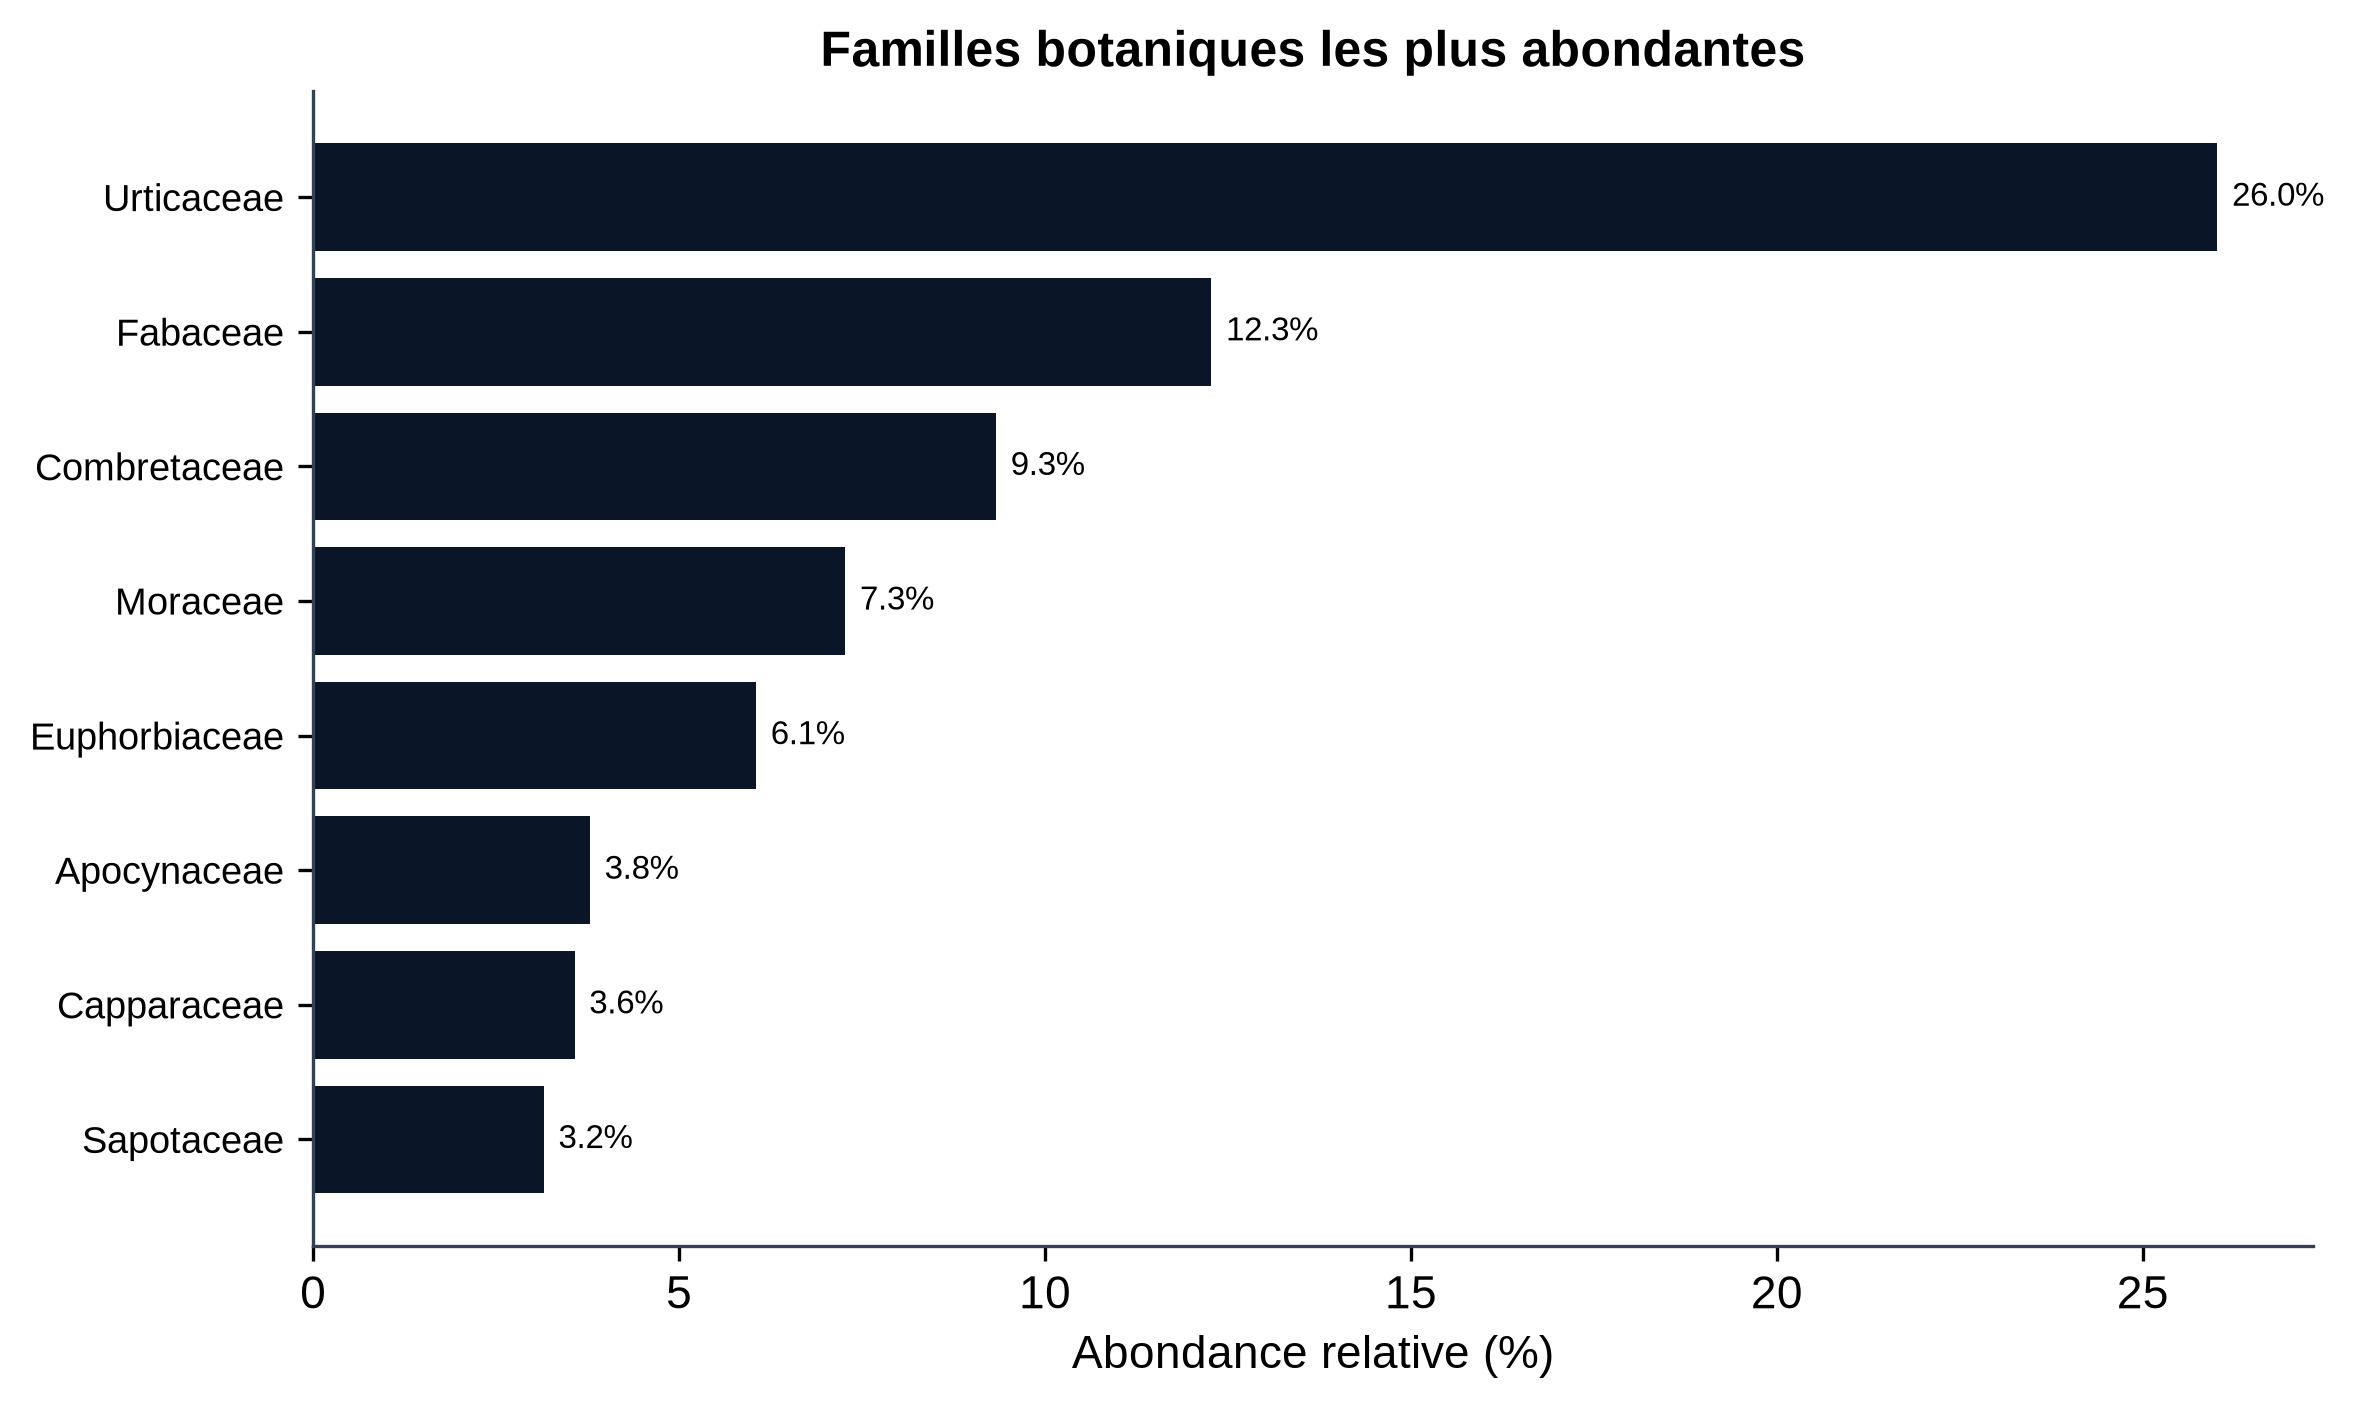 Familles botaniques les plus abondantes
Urticaceae 26.0%
Fabaceae 12.3%
Combretaceae 9.3%
Moraceae 7.3%
Euphorbiaceae 6.1%
Apocynaceae 3.8%
Capparaceae 3.6%
Sapotaceae 3.2%
0 5 10 15 20 25
Abondance relative (%)